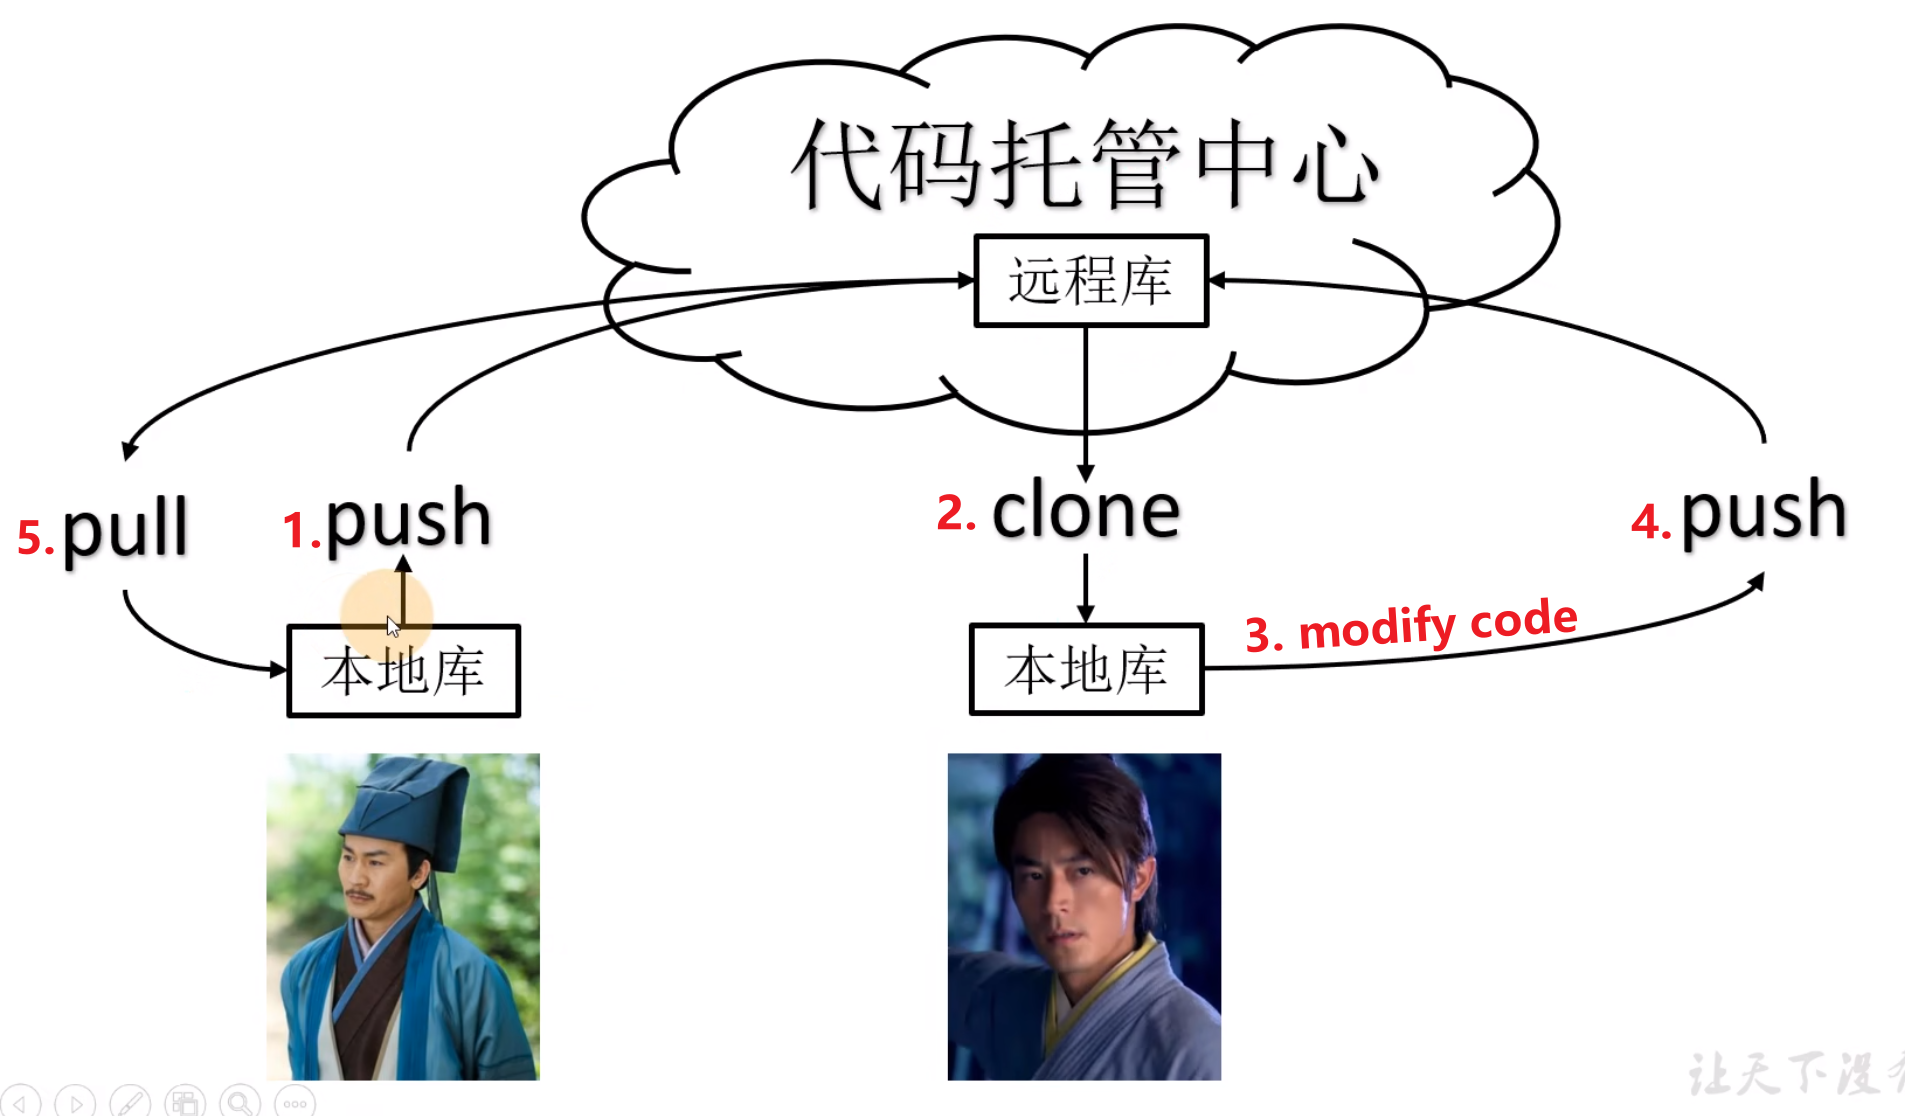 代码托管中心
远程库
5.pull
1.push
2. clone
4.push
3. modify code
本地库
本地库
让天下没